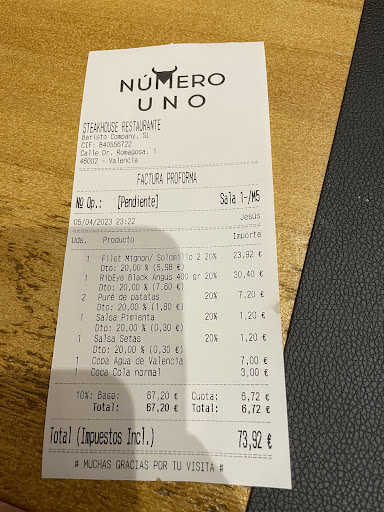 NÚMERO
UNO
STEAKHOUSE RESTAURANTE
Baristo Company, SL
CIF: B40556722
Calle Dr. Romagosa, 1
46002 - Valencia
FACTURA PROFORMA
Nº Op.: [Pendiente] Sala 1-/M5
05/04/2023 23:22 Jesús
Uds. Producto Importe
1 Filet Mignon/ Solomillo 2 20% 23,92 €
Dto: 20,00 % (5,98 €)
1 RibEye Black Angus 400 gr 20% 30,40 €
Dto: 20,00 % (7,60 €)
2 Puré de patatas 20% 7,20 €
Dto: 20,00 % (1,80 €)
1 Salsa Pimienta 20% 1,20 €
Dto: 20,00 % (0,30 €)
1 Salsa Setas 20% 1,20 €
Dto: 20,00 % (0,30 €)
1 Copa Agua de Valencia 7,00 €
1 Coca Cola normal 3,00 €
10%: Base: 67,20 € Cuota: 6,72 €
Total: 67,20 € Total: 6,72 €
Total (Impuestos Incl.) 73,92 €
# MUCHAS GRACIAS POR TU VISITA #